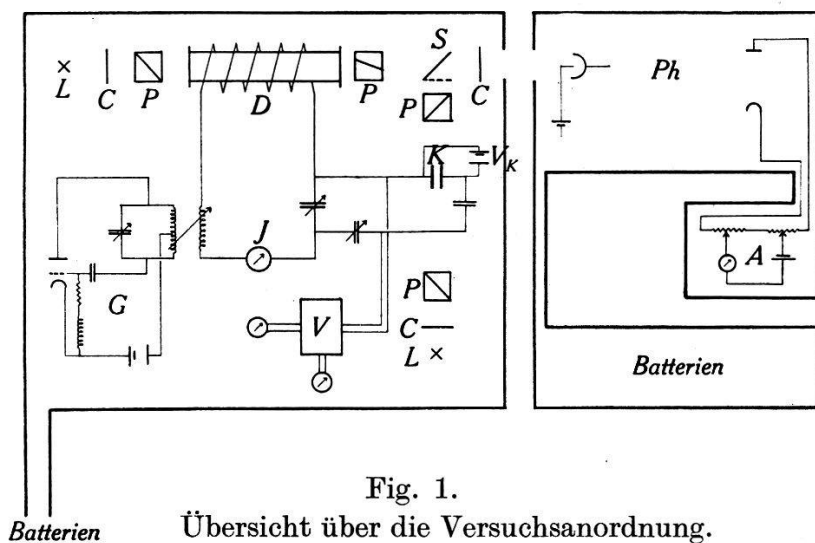 L C P D P S C
P
K V_K
J
G
P
V C
L
Ph
A
Batterien
Batterien
Fig. 1.
Übersicht über die Versuchsanordnung.